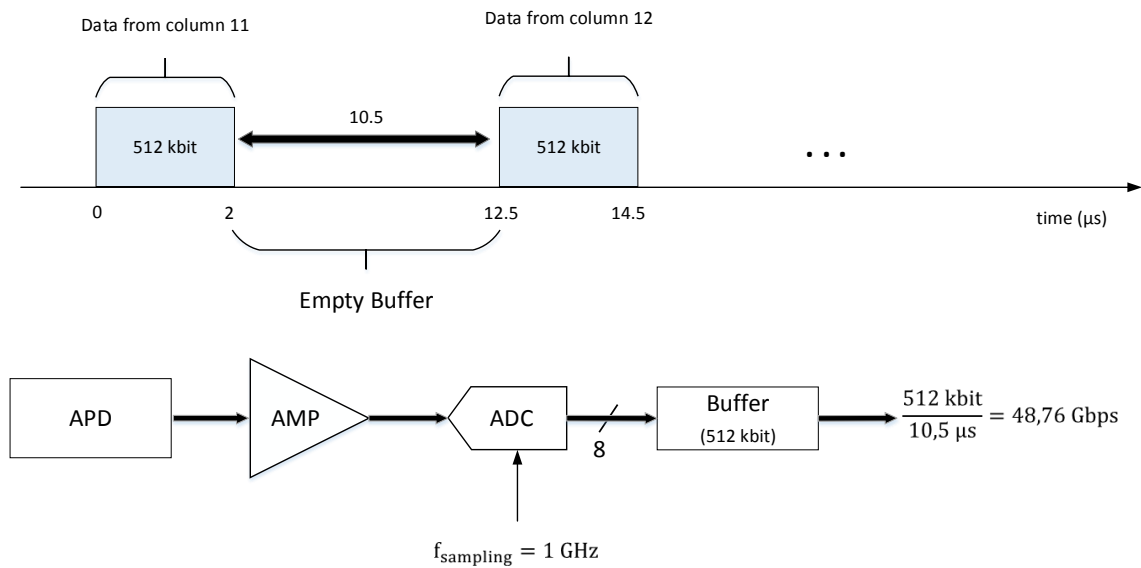 Data from column 11
Data from column 12
512 kbit
10.5
512 kbit
...
0
2
12.5
14.5
time (µs)
Empty Buffer
APD
AMP
ADC
8
Buffer
(512 kbit)
512 kbit
10,5 µs
= 48,76 Gbps
f_sampling = 1 GHz